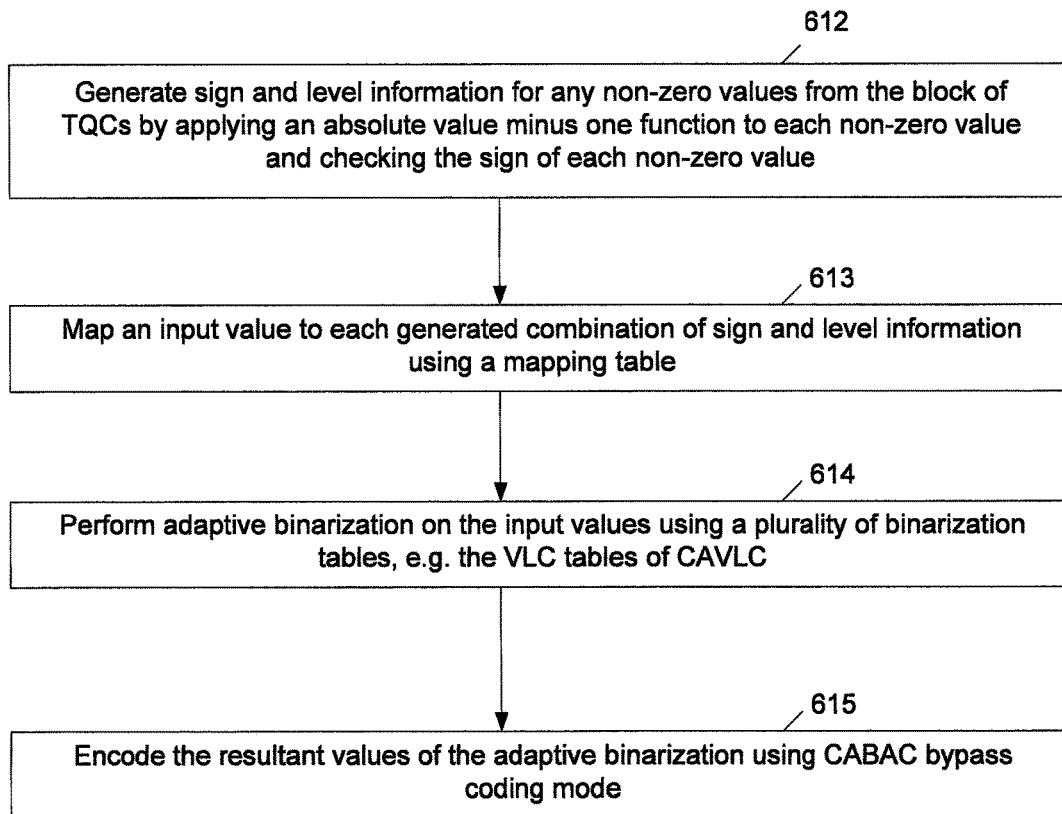 612
Generate sign and level information for any non-zero values from the block of
TQCs by applying an absolute value minus one function to each non-zero value
and checking the sign of each non-zero value
613
Map an input value to each generated combination of sign and level information
using a mapping table
614
Perform adaptive binarization on the input values using a plurality of binarization
tables, e.g. the VLC tables of CAVLC
615
Encode the resultant values of the adaptive binarization using CABAC bypass
coding mode